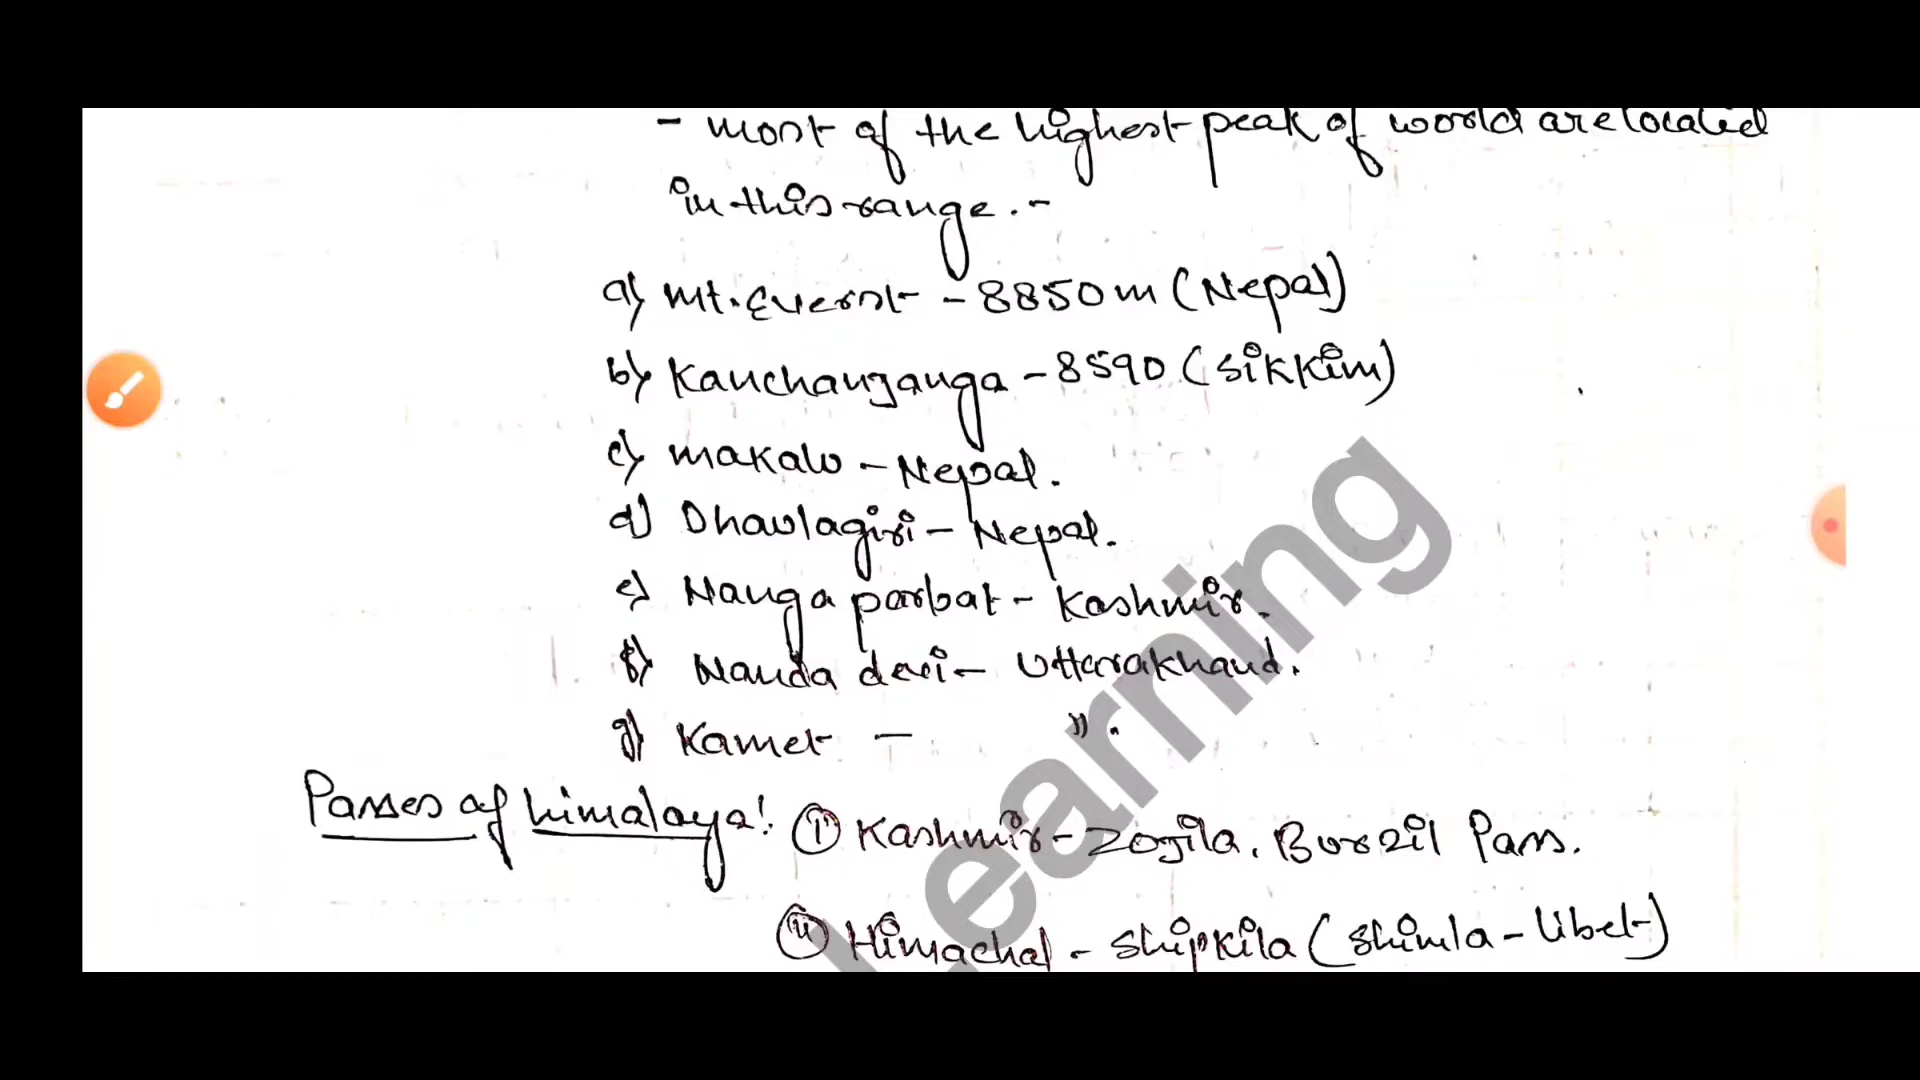 - most of the highest peak of world are located
in this range. -
a) Mt. Everest - 8850m (Nepal)
b) Kanchanjanga - 8590 (Sikkim)
c) Makalu - Nepal.
d) Dhaulagiri - Nepal.
e) Nanga parbat - Kashmir.
f) Nanda devi - Uttarakhand.
g) Kamet - ".
Passes of himalaya: (I) Kashmir - Zojila, Burzil Pass.
(II) Himachal - Shipkila (Shimla - Tibet)
Learning